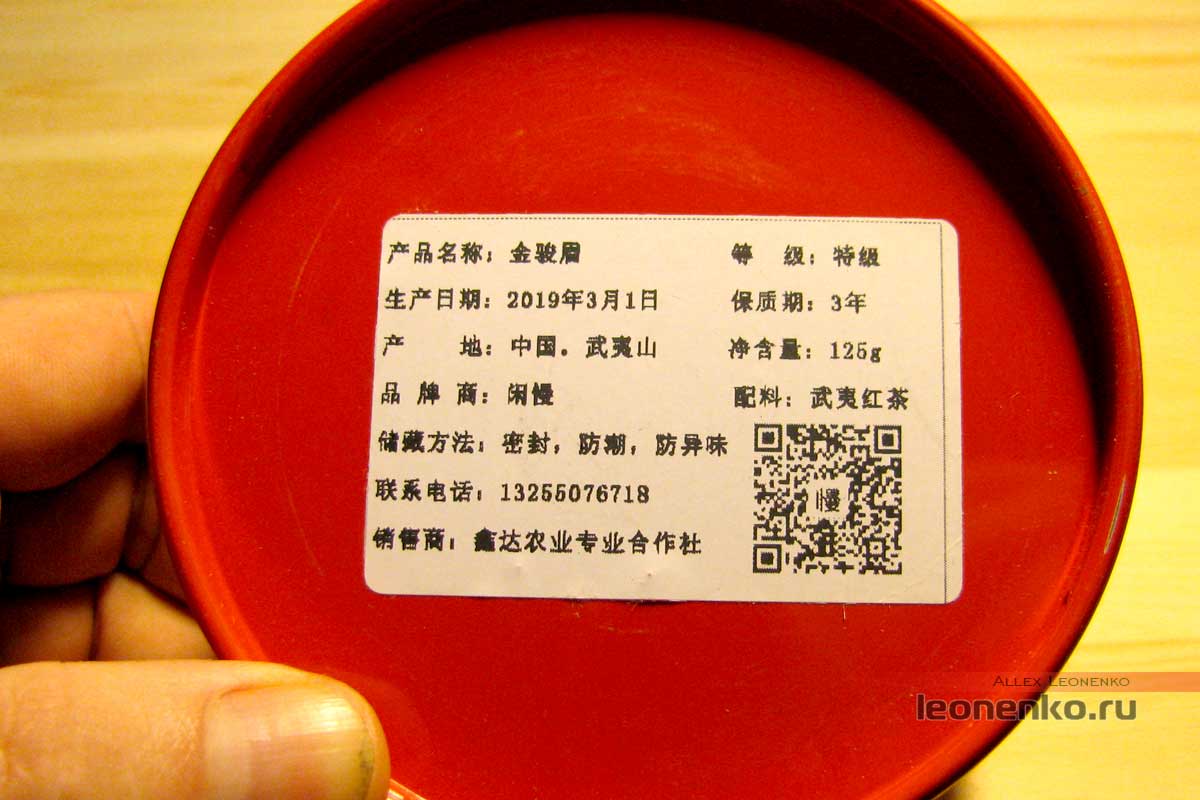 产品名称：金骏眉 等 级：特级
生产日期：2019年3月1日 保质期：3年
产 地：中国。武夷山 净含量：125g
品 牌 商：闲慢 配料：武夷红茶
储藏方法：密封，防潮，防异味
联系电话：13255076718
销售商：鑫达农业专业合作社
慢
Allex Leonenko
leonenko.ru